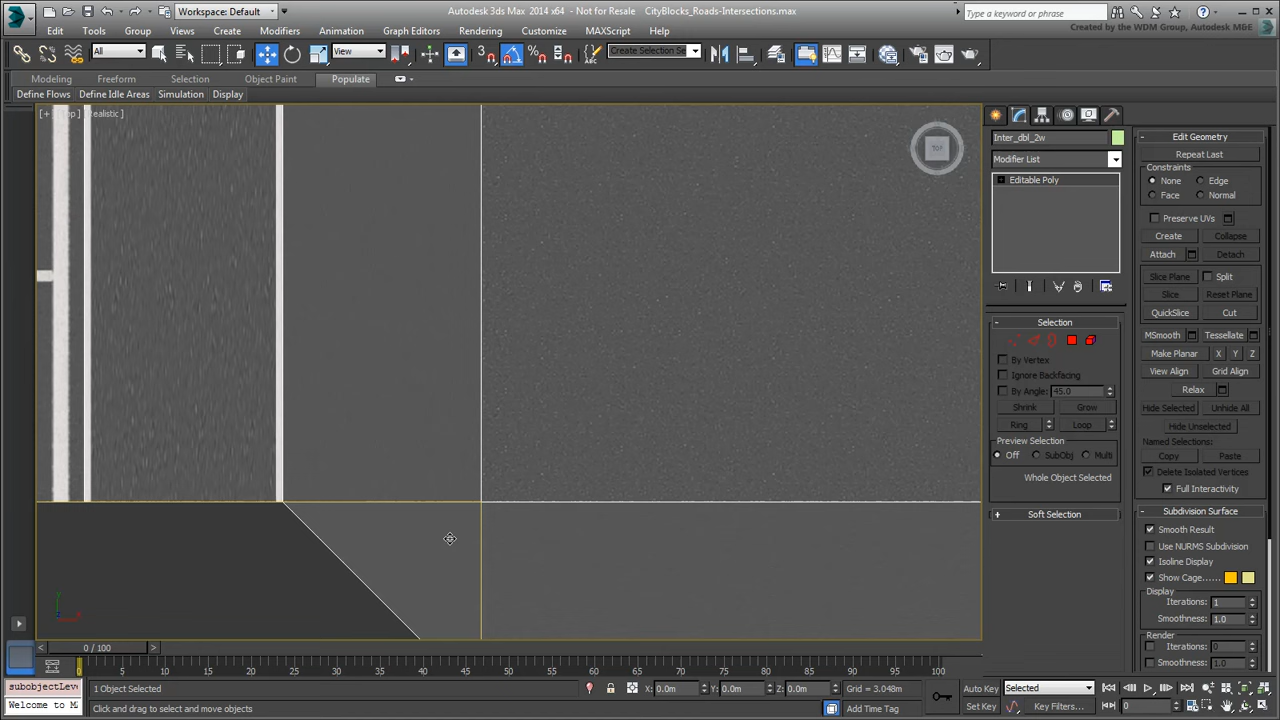 Workspace: Default
Autodesk 3ds Max 2014 x64 - Not for Resale CityBlocks_Roads-Intersections.max
Type a keyword or phrase
Created by the WDM Group, Autodesk M&E
Edit Tools Group Views Create Modifiers Animation Graph Editors Rendering Customize MAXScript Help
All View Create Selection Se
Modeling Freeform Selection Object Paint Populate
Define Flows Define Idle Areas Simulation Display
TOP
Inter_dbl_2w
Modifier List
Editable Poly
Selection
By Vertex
Ignore Backfacing
By Angle: 45.0
Shrink Grow
Ring Loop
Preview Selection
Off SubObj Multi
Whole Object Selected
Soft Selection
Edit Geometry
Repeat Last
Constraints
None Edge
Face Normal
Preserve UVs
Create Collapse
Attach Detach
Slice Plane Split
Slice Reset Plane
QuickSlice Cut
MSmooth Tessellate
Make Planar X Y Z
View Align Grid Align
Relax
Hide Selected Unhide All
Hide Unselected
Named Selections:
Copy Paste
Delete Isolated Vertices
Full Interactivity
Subdivision Surface
Smooth Result
Use NURMS Subdivision
Isoline Display
Show Cage......
Display
Iterations: 1
Smoothness: 1.0
Render
Iterations: 0
Smoothness: 1.0
0 / 100
0 5 10 15 20 25 30 35 40 45 50 55 60 65 70 75 80 85 90 95 100
subobjectLeve
Welcome to M
1 Object Selected
Click and drag to select and move objects
X: 0.0m Y: 0.0m Z: 0.0m Grid = 3.048m
Add Time Tag
Auto Key Selected
Set Key Key Filters... 0